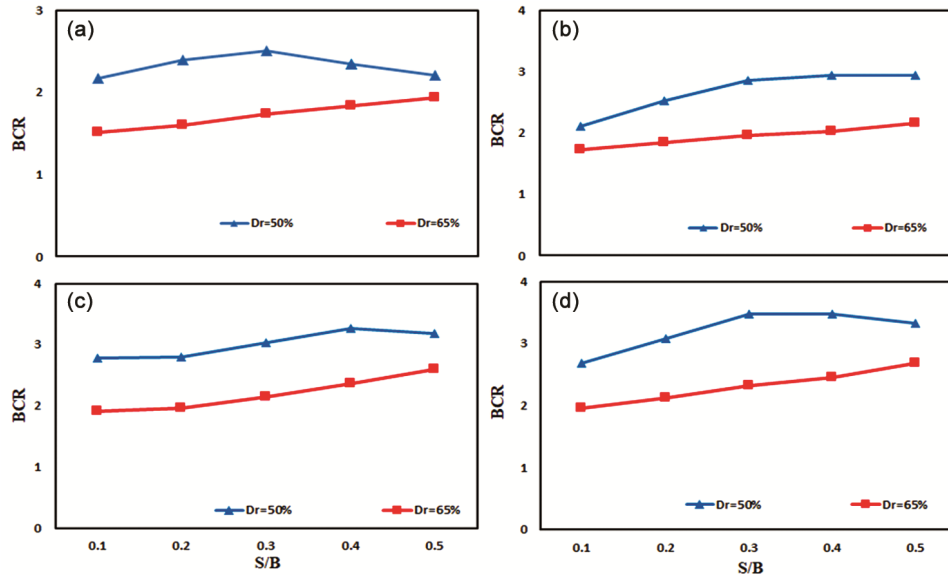 (a)
3
2
1
0
BCR
Dr=50%
Dr=65%
(b)
4
3
2
1
0
BCR
Dr=50%
Dr=65%
(c)
4
3
2
1
0
BCR
Dr=50%
Dr=65%
0.1 0.2 0.3 0.4 0.5
S/B
(d)
4
3
2
1
0
BCR
Dr=50%
Dr=65%
0.1 0.2 0.3 0.4 0.5
S/B